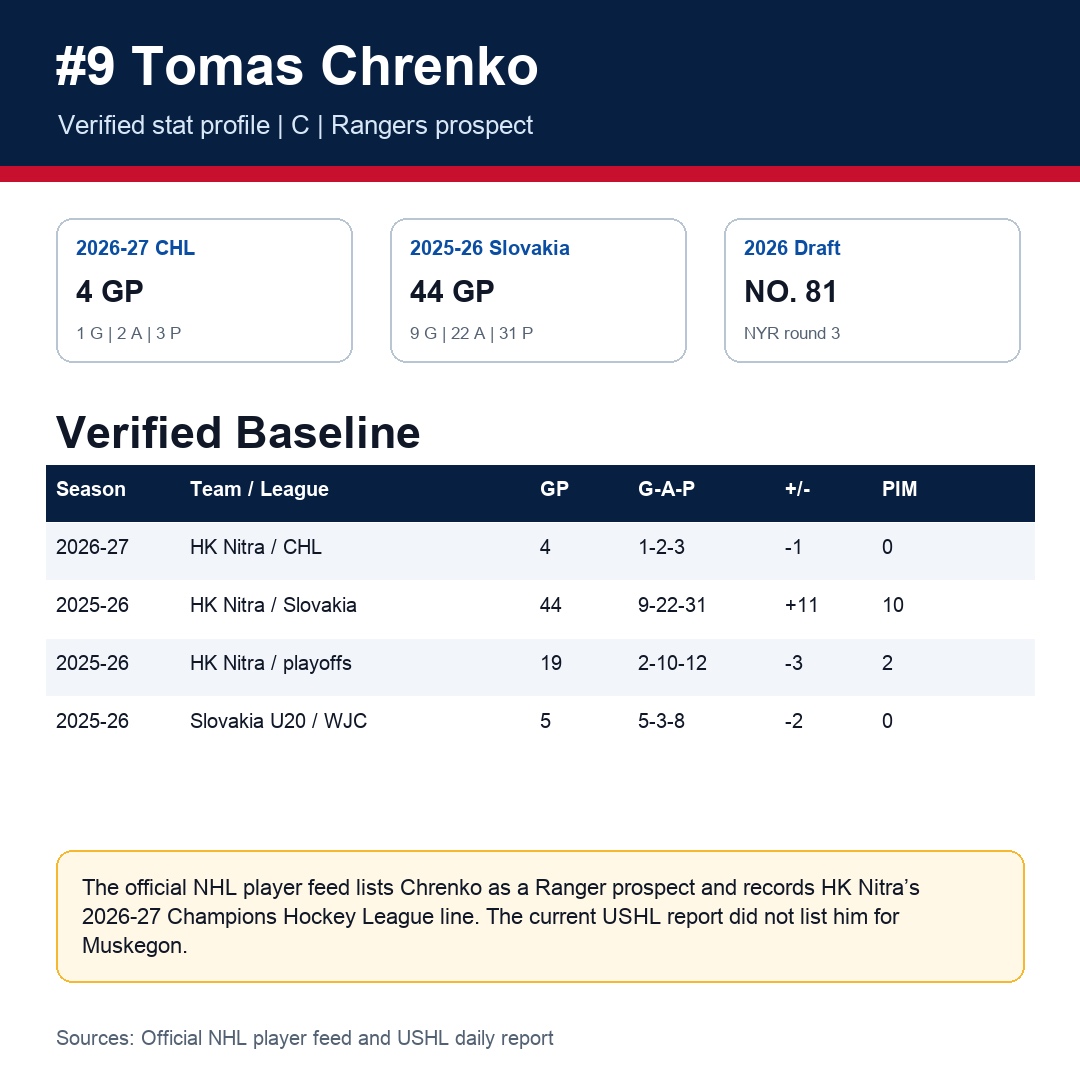 #9 Tomas Chrenko
Verified stat profile | C | Rangers prospect
2026-27 CHL
4 GP
1 G | 2 A | 3 P
2025-26 Slovakia
44 GP
9 G | 22 A | 31 P
2026 Draft
NO. 81
NYR round 3
Verified Baseline
Season Team / League GP G-A-P +/- PIM
2026-27 HK Nitra / CHL 4 1-2-3 -1 0
2025-26 HK Nitra / Slovakia 44 9-22-31 +11 10
2025-26 HK Nitra / playoffs 19 2-10-12 -3 2
2025-26 Slovakia U20 / WJC 5 5-3-8 -2 0
The official NHL player feed lists Chrenko as a Ranger prospect and records HK Nitra’s
2026-27 Champions Hockey League line. The current USHL report did not list him for
Muskegon.
Sources: Official NHL player feed and USHL daily report